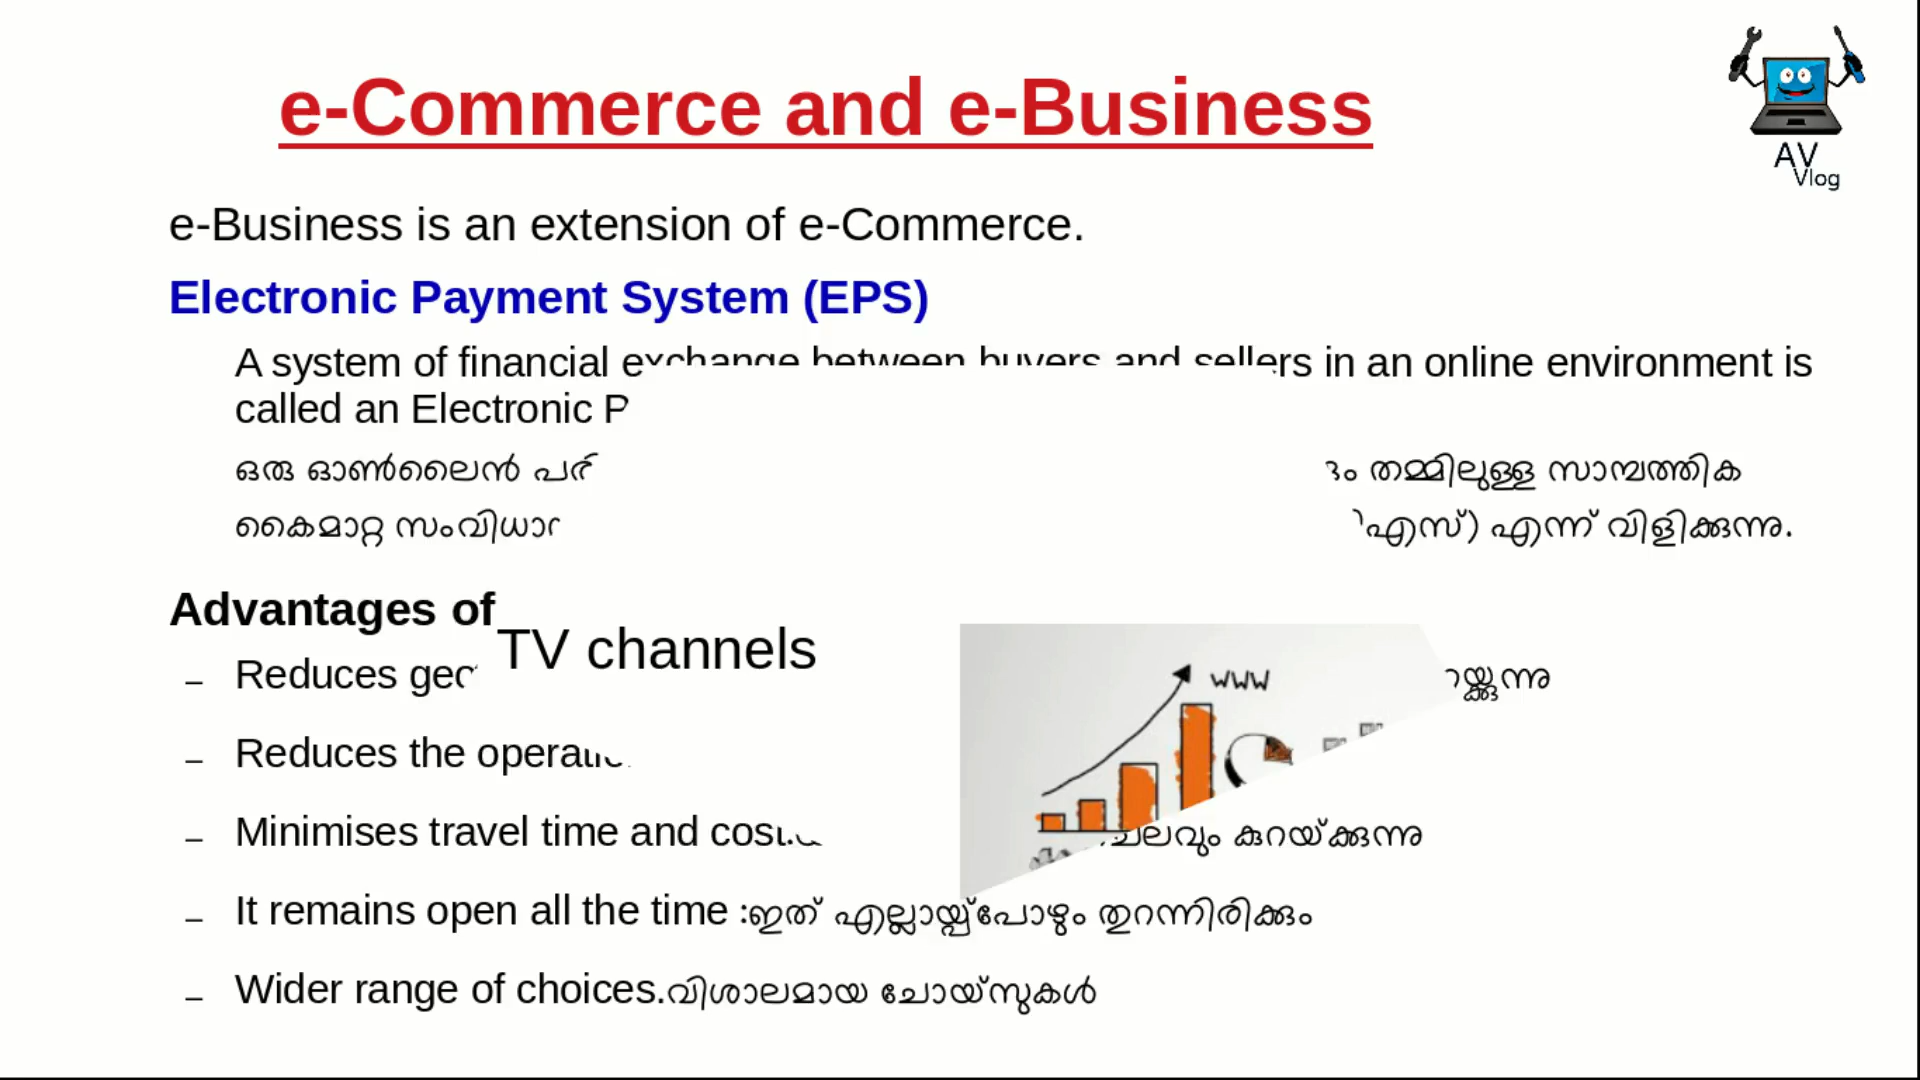 e-Commerce and e-Business
AV
Vlog
e-Business is an extension of e-Commerce.
Electronic Payment System (EPS)
A system of financial exchange between buyers and sellers in an online environment is
called an Electronic
ഒരു ഓൺലൈൻ തമ്മിലുള്ള സാമ്പത്തിക
കൈമാറ്റ എന്ന് വിളിക്കുന്നു.
Advantages of
TV channels
– Reduces
www
– Reduces the
– Minimises travel time and കുറയ്ക്കുന്നു
– It remains open all the time :ഇത് എല്ലായ്പ്പോഴും തുറന്നിരിക്കും
– Wider range of choices.വിശാലമായ ചോയ്സുകൾ